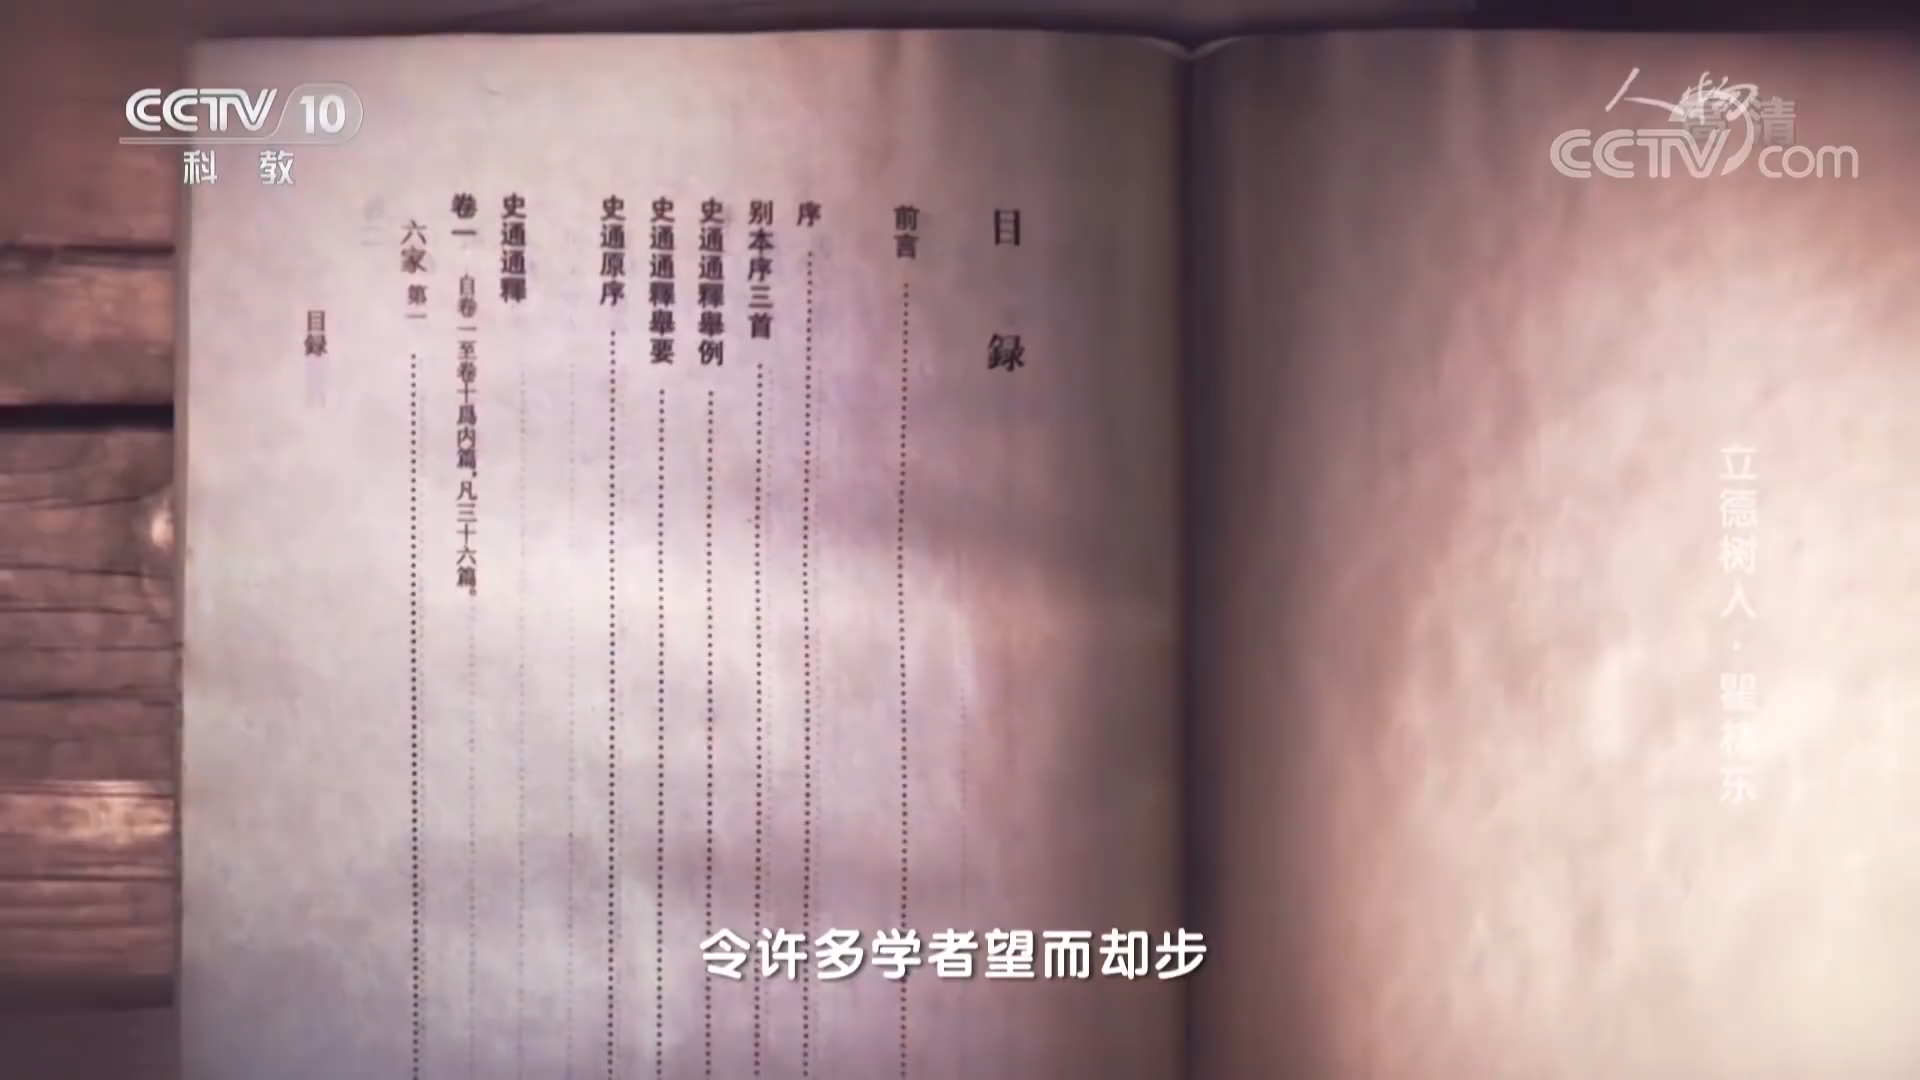 CCTV 10
科教
人物
高清
CCTV.com
目録
前言
序
别本序三首
史通通釋舉例
史通通釋舉要
史通原序
史通通釋
卷一 自卷一至卷十爲内篇,凡三十六篇。
六家 第一
目録
立德树人·瞿林东
令许多学者望而却步